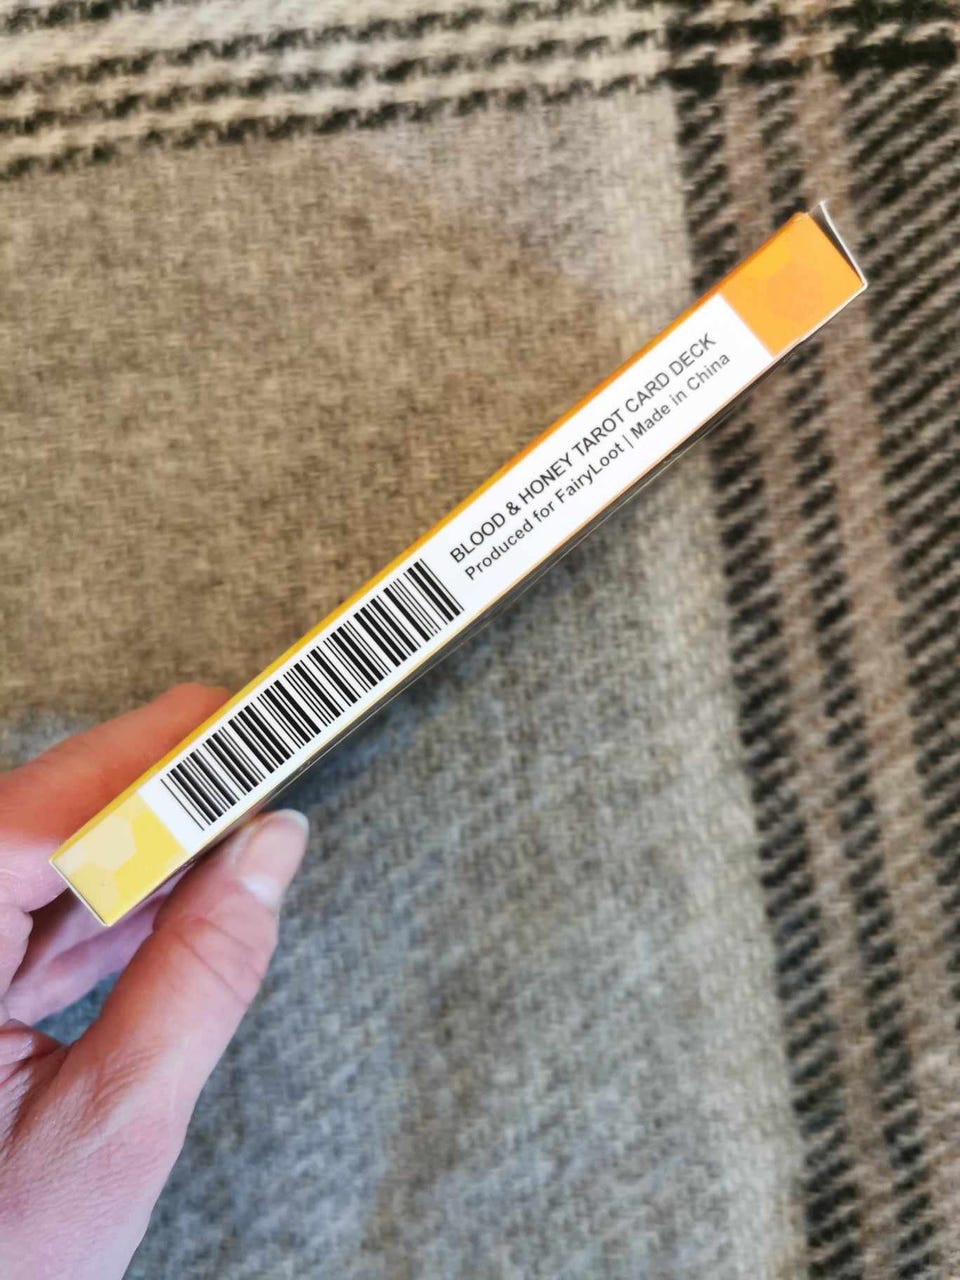 BLOOD & HONEY TAROT CARD DECK
Produced for FairyLoot | Made in China